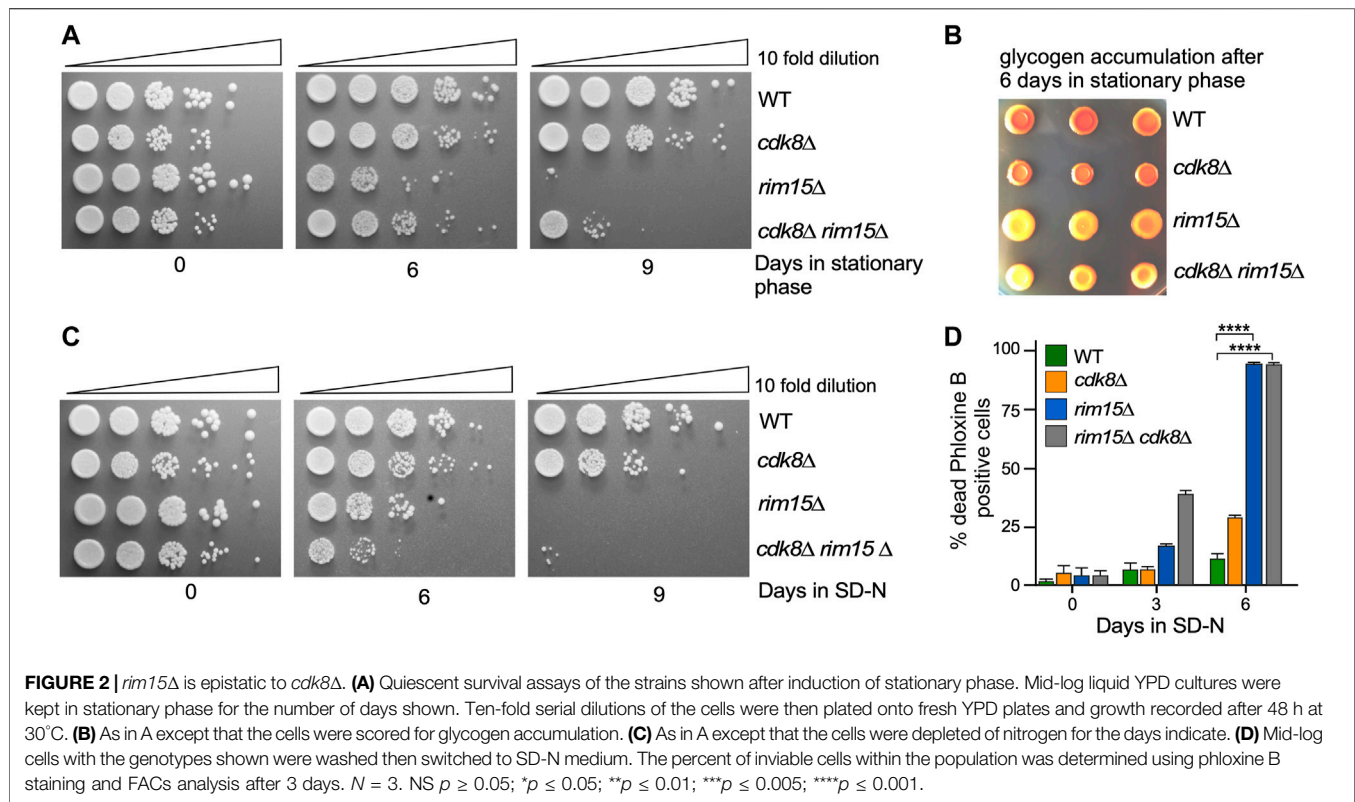 A
10 fold dilution
WT
cdk8Δ
rim15Δ
cdk8Δ rim15Δ
0
6
9
Days in stationary
phase
B
glycogen accumulation after
6 days in stationary phase
WT
cdk8Δ
rim15Δ
cdk8Δ rim15Δ
C
10 fold dilution
WT
cdk8Δ
rim15Δ
cdk8Δ rim15 Δ
0
6
9
Days in SD-N
D
% dead Phloxine B
positive cells
100
75
50
25
0
WT
cdk8Δ
rim15Δ
rim15Δ cdk8Δ
****
****
0
3
6
Days in SD-N
FIGURE 2 | rim15Δ is epistatic to cdk8Δ. (A) Quiescent survival assays of the strains shown after induction of stationary phase. Mid-log liquid YPD cultures were
kept in stationary phase for the number of days shown. Ten-fold serial dilutions of the cells were then plated onto fresh YPD plates and growth recorded after 48 h at
30°C. (B) As in A except that the cells were scored for glycogen accumulation. (C) As in A except that the cells were depleted of nitrogen for the days indicate. (D) Mid-log
cells with the genotypes shown were washed then switched to SD-N medium. The percent of inviable cells within the population was determined using phloxine B
staining and FACs analysis after 3 days. N = 3. NS p ≥ 0.05; *p ≤ 0.05; **p ≤ 0.01; ***p ≤ 0.005; ****p ≤ 0.001.